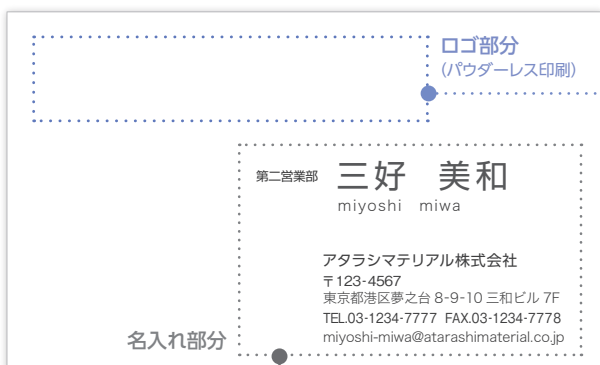 ロゴ部分
(パウダーレス印刷)
第二営業部 三好 美和
miyoshi miwa
アタラシマテリアル株式会社
〒123-4567
東京都港区夢之台 8-9-10 三和ビル 7F
TEL.03-1234-7777 FAX.03-1234-7778
miyoshi-miwa@atarashimaterial.co.jp
名入れ部分